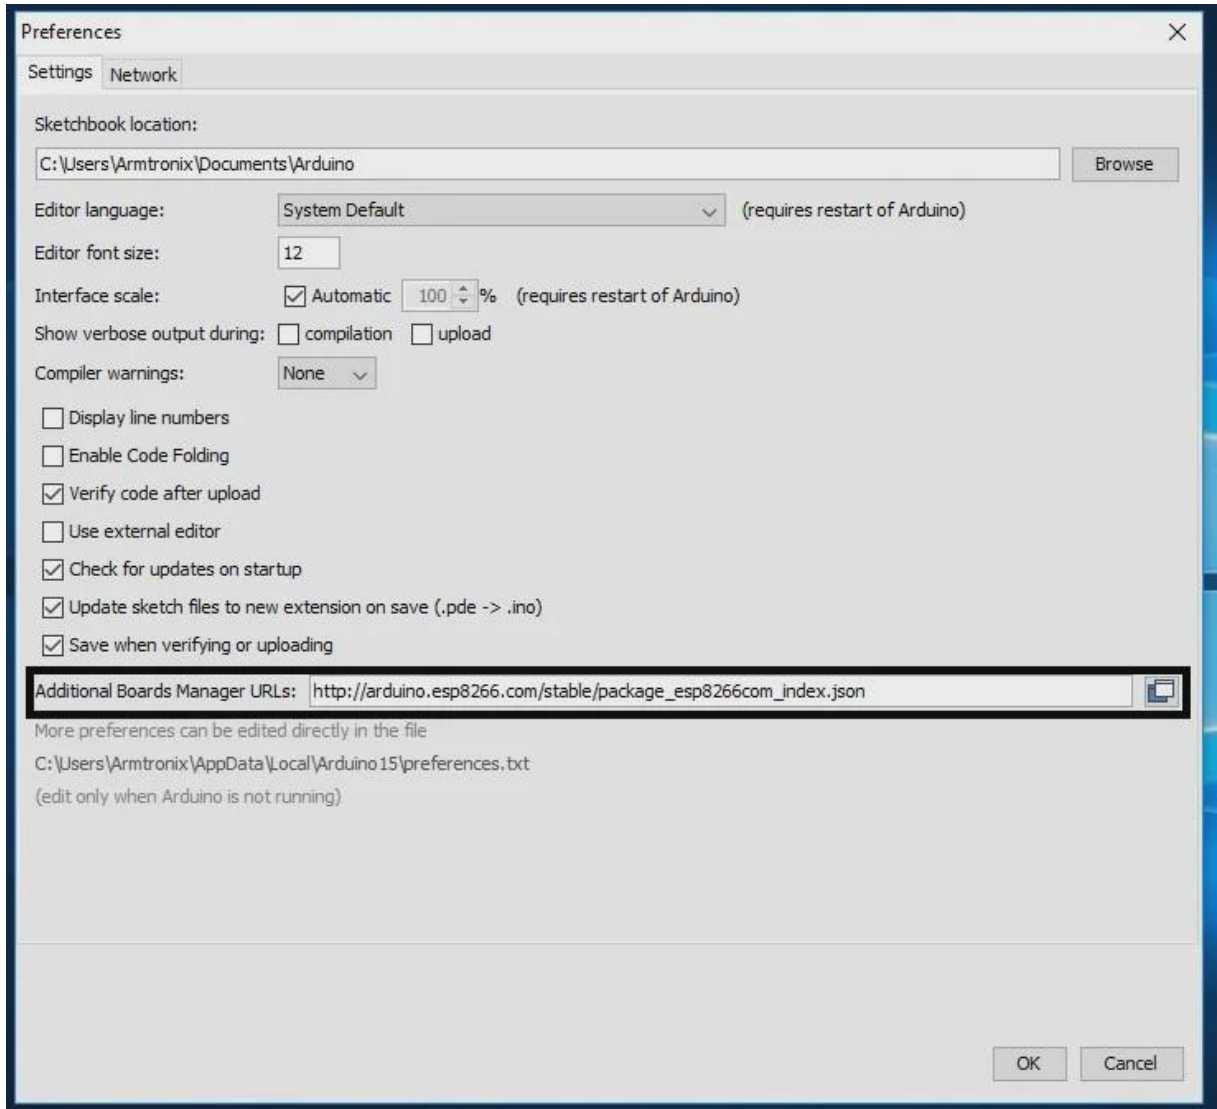 Preferences
Settings Network
Sketchbook location:
C:\Users\Armtronix\Documents\Arduino Browse
Editor language: System Default (requires restart of Arduino)
Editor font size: 12
Interface scale: Automatic 100 % (requires restart of Arduino)
Show verbose output during: compilation upload
Compiler warnings: None
Display line numbers
Enable Code Folding
Verify code after upload
Use external editor
Check for updates on startup
Update sketch files to new extension on save (.pde -> .ino)
Save when verifying or uploading
Additional Boards Manager URLs: http://arduino.esp8266.com/stable/package_esp8266com_index.json
More preferences can be edited directly in the file
C:\Users\Armtronix\AppData\Local\Arduino15\preferences.txt
(edit only when Arduino is not running)
OK Cancel